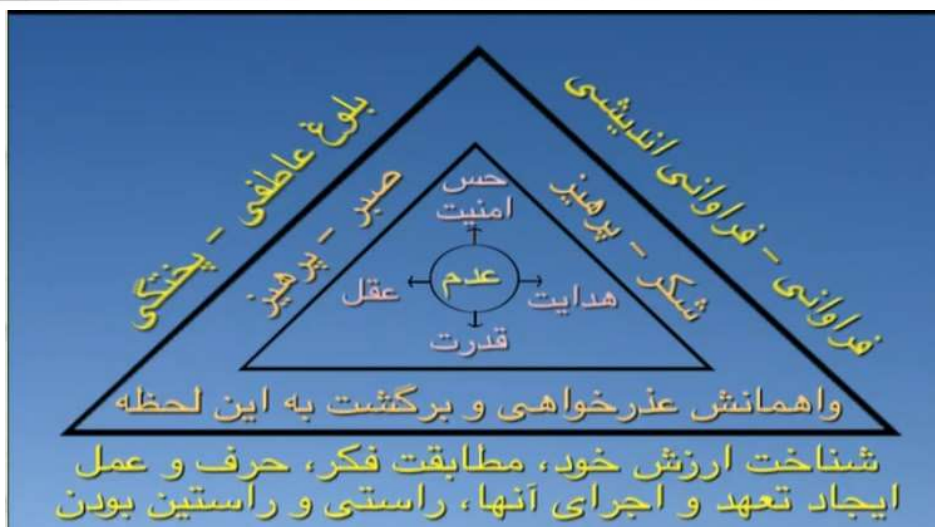 بلوغ عاطفی - پختگی
فراوانی - فراوانی اندیشی
صبر - پرهیز
شکر - پرهیز
حس
امنیت
عقل
عدم
هدایت
قدرت
واهمانش عذرخواهی و برگشت به این لحظه
شناخت ارزش خود، مطابقت فکر، حرف و عمل
ایجاد تعهد و اجرای آنها، راستی و راستین بودن